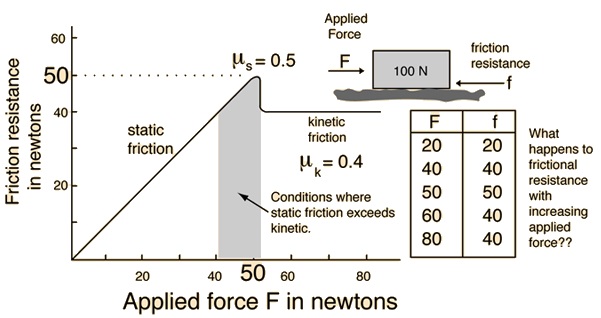 Friction resistance
in newtons
60
50
40
20
μs = 0.5
static
friction
kinetic
friction
μk = 0.4
Conditions where
static friction exceeds
kinetic.
20
40
50
60
80
Applied force F in newtons
Applied
Force
F
100 N
friction
resistance
f
F f
20 20
40 40
50 50
60 40
80 40
What
happens to
frictional
resistance
with
increasing
applied
force??